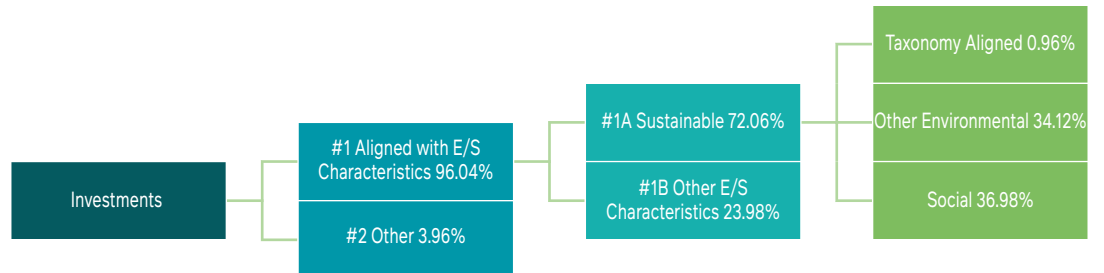 Investments
#1 Aligned with E/S
Characteristics 96.04%
#2 Other 3.96%
#1A Sustainable 72.06%
#1B Other E/S
Characteristics 23.98%
Taxonomy Aligned 0.96%
Other Environmental 34.12%
Social 36.98%